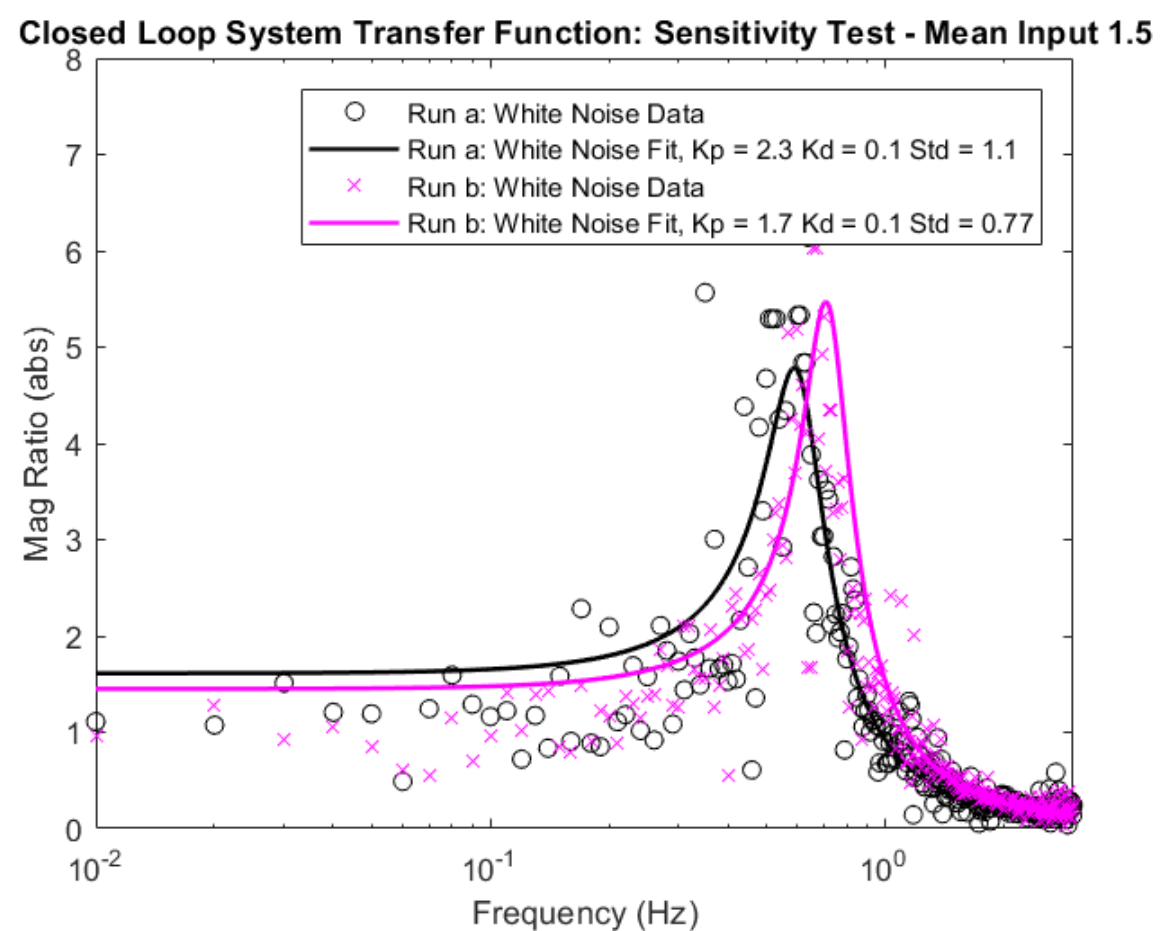 Closed Loop System Transfer Function: Sensitivity Test - Mean Input 1.5
8
7
6
5
4
3
2
1
0
Mag Ratio (abs)
Run a: White Noise Data
Run a: White Noise Fit, Kp = 2.3 Kd = 0.1 Std = 1.1
Run b: White Noise Data
Run b: White Noise Fit, Kp = 1.7 Kd = 0.1 Std = 0.77
10⁻² 10⁻¹ 10⁰
Frequency (Hz)